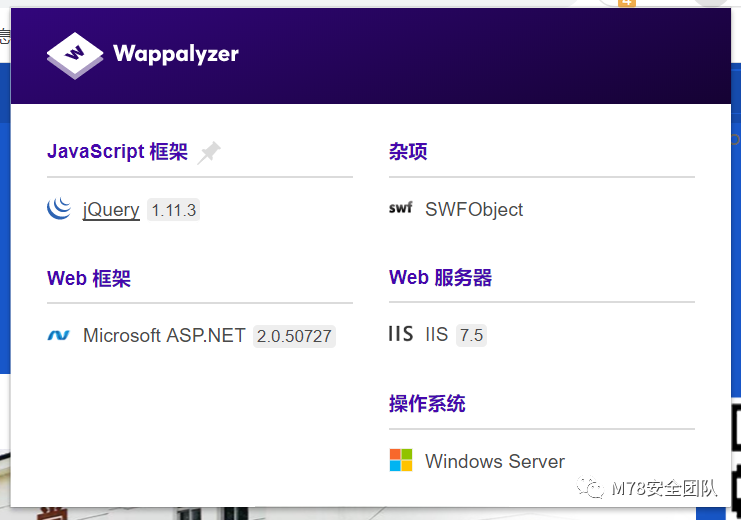 Wappalyzer
JavaScript 框架
jQuery 1.11.3
Web 框架
Microsoft ASP.NET 2.0.50727
杂项
swf SWFObject
Web 服务器
IIS IIS 7.5
操作系统
Windows Server
M78安全团队
4
息
W